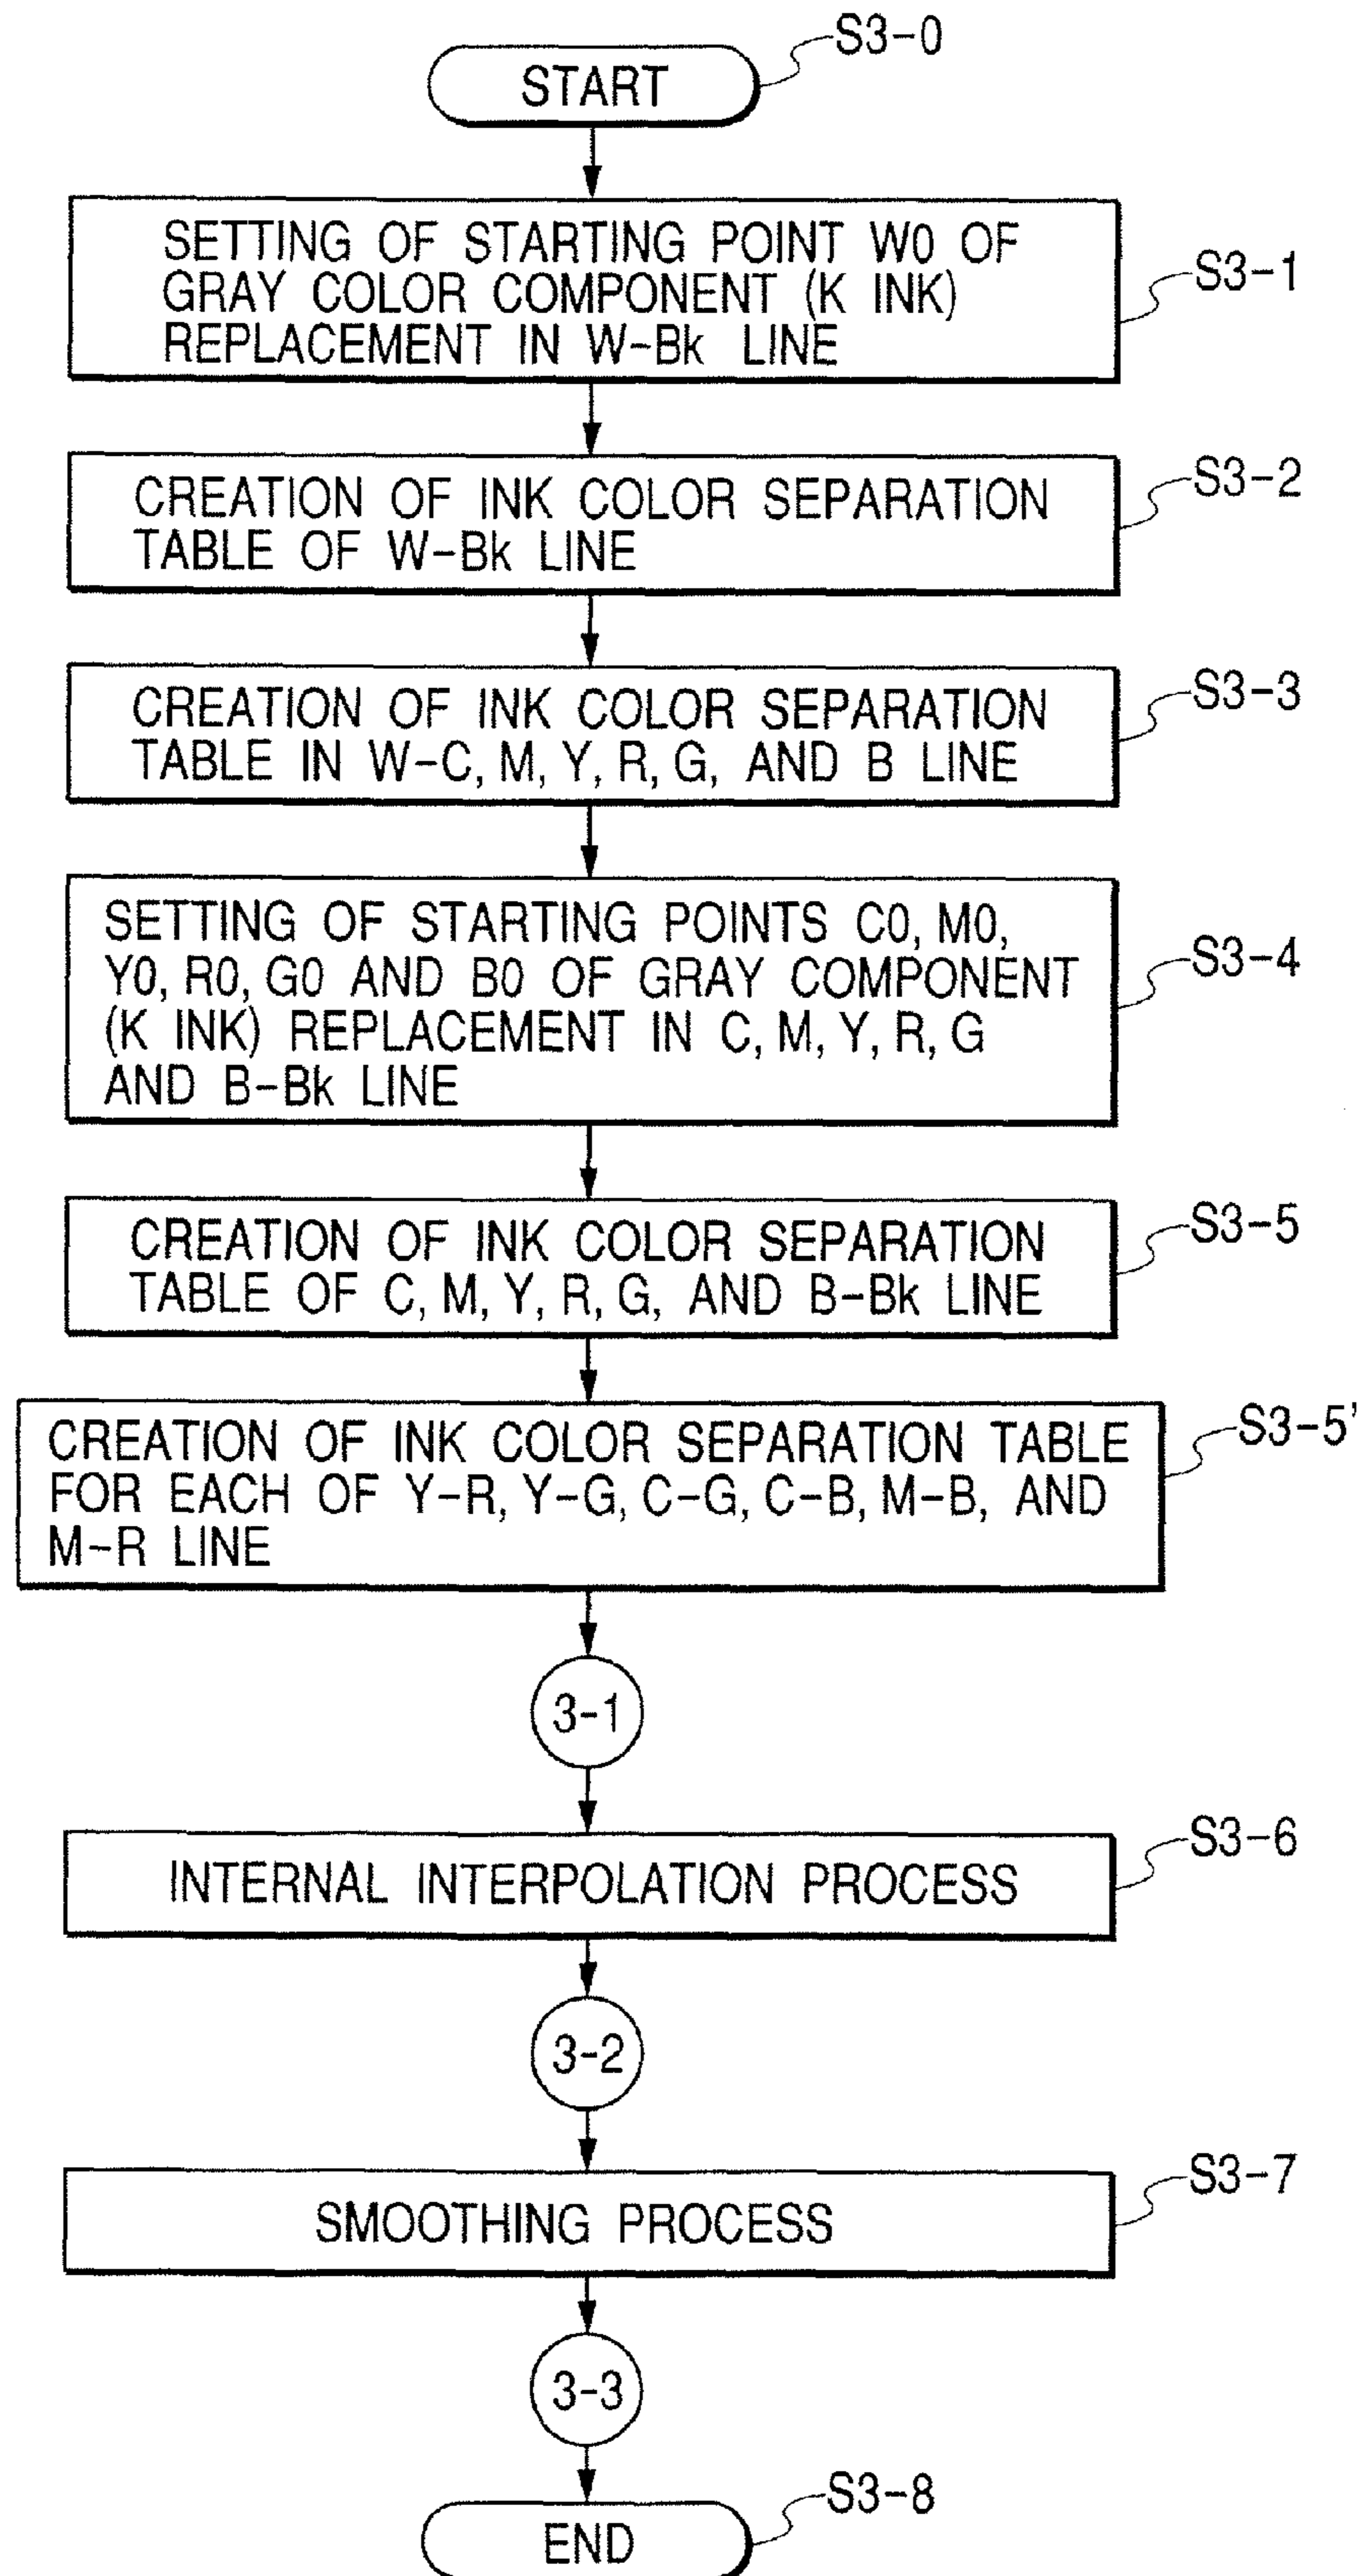 START
S3-0
SETTING OF STARTING POINT W0 OF
GRAY COLOR COMPONENT (K INK)
REPLACEMENT IN W-Bk LINE
S3-1
CREATION OF INK COLOR SEPARATION
TABLE OF W-Bk LINE
S3-2
CREATION OF INK COLOR SEPARATION
TABLE IN W-C, M, Y, R, G, AND B LINE
S3-3
SETTING OF STARTING POINTS C0, M0,
Y0, R0, G0 AND B0 OF GRAY COMPONENT
(K INK) REPLACEMENT IN C, M, Y, R, G
AND B-Bk LINE
S3-4
CREATION OF INK COLOR SEPARATION
TABLE OF C, M, Y, R, G, AND B-Bk LINE
S3-5
CREATION OF INK COLOR SEPARATION TABLE
FOR EACH OF Y-R, Y-G, C-G, C-B, M-B, AND
M-R LINE
S3-5'
3-1
INTERNAL INTERPOLATION PROCESS
S3-6
3-2
SMOOTHING PROCESS
S3-7
3-3
END
S3-8